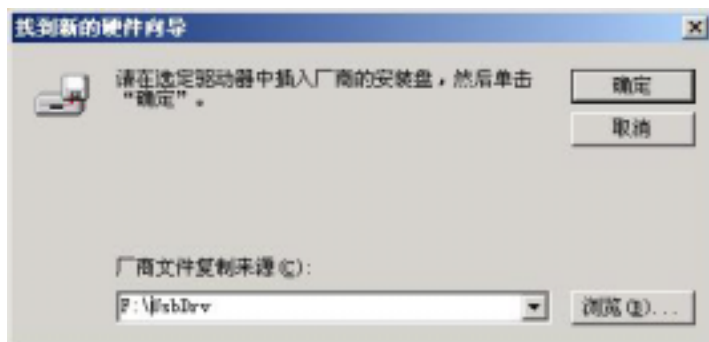 找到新的硬件向导
请在选定驱动器中插入厂商的安装盘，然后单击
“确定”。
确定
取消
厂商文件复制来源(C):
F:\UsbDrv
浏览(B)...